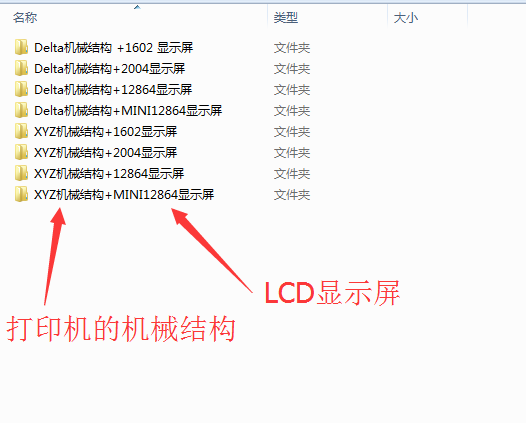 名称 类型 大小
Delta机械结构 +1602 显示屏 文件夹
Delta机械结构+2004显示屏 文件夹
Delta机械结构+12864显示屏 文件夹
Delta机械结构+MINI12864显示屏 文件夹
XYZ机械结构+1602显示屏 文件夹
XYZ机械结构+2004显示屏 文件夹
XYZ机械结构+12864显示屏 文件夹
XYZ机械结构+MINI12864显示屏 文件夹
LCD显示屏
打印机的机械结构